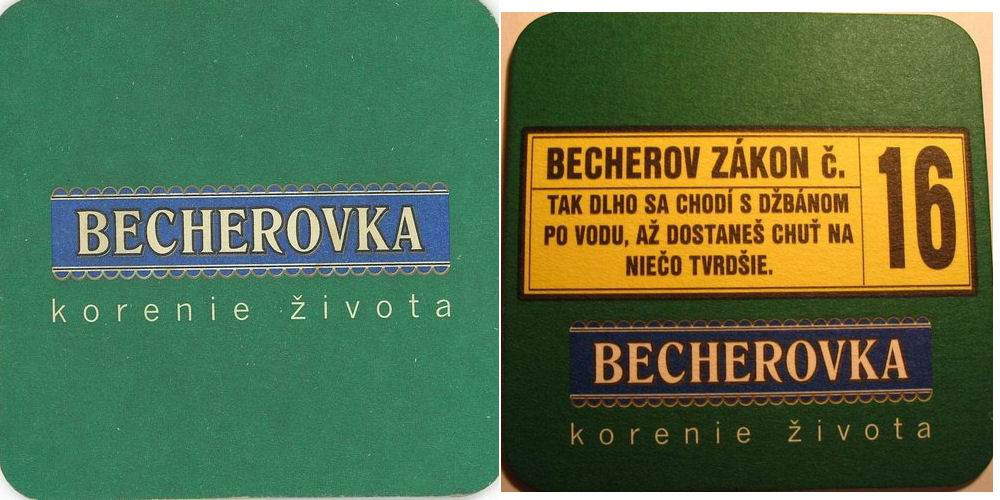 BECHEROVKA
korenie života
BECHEROV ZÁKON č.
16
TAK DLHO SA CHODÍ S DŽBÁNOM
PO VODU, AŽ DOSTANEŠ CHUŤ NA
NIEČO TVRDŠIE.
BECHEROVKA
korenie života